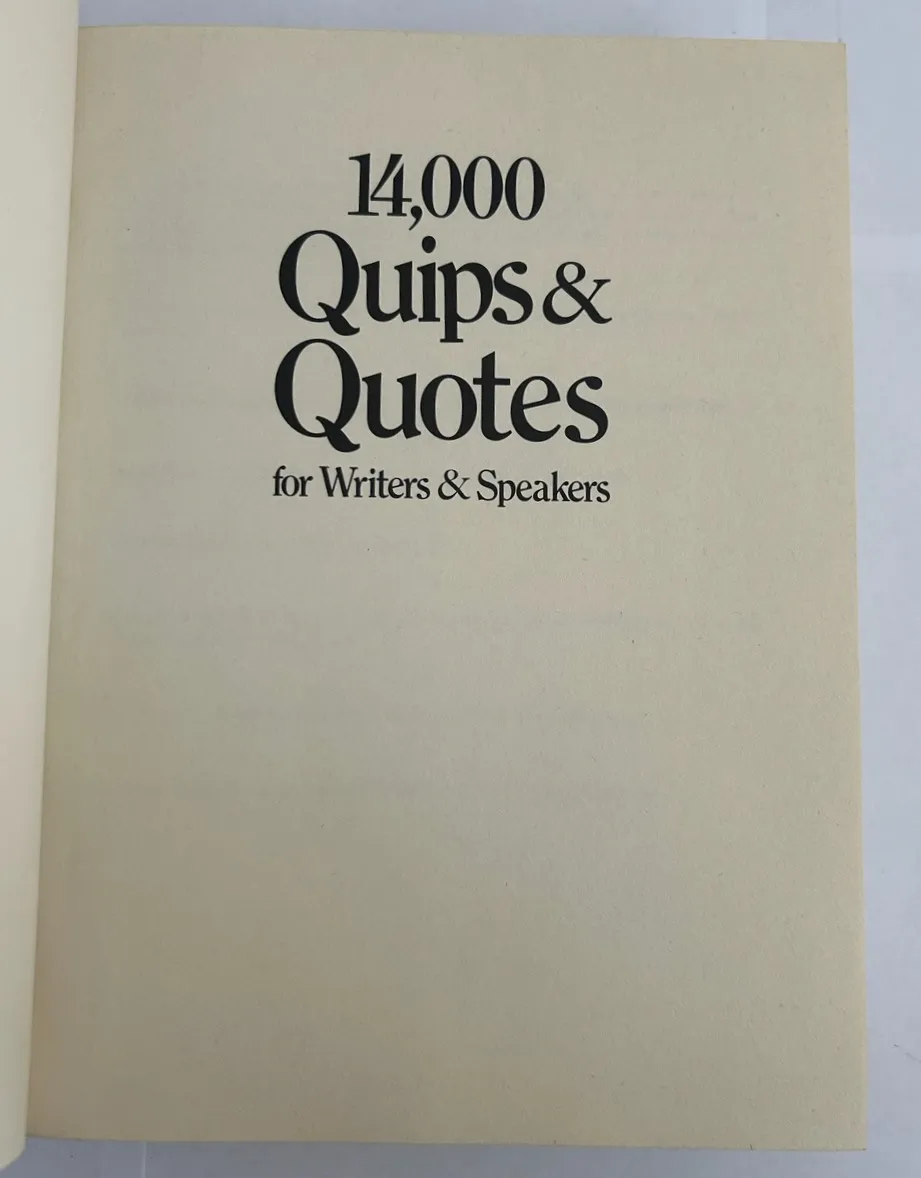 14,000
Quips &
Quotes
for Writers & Speakers